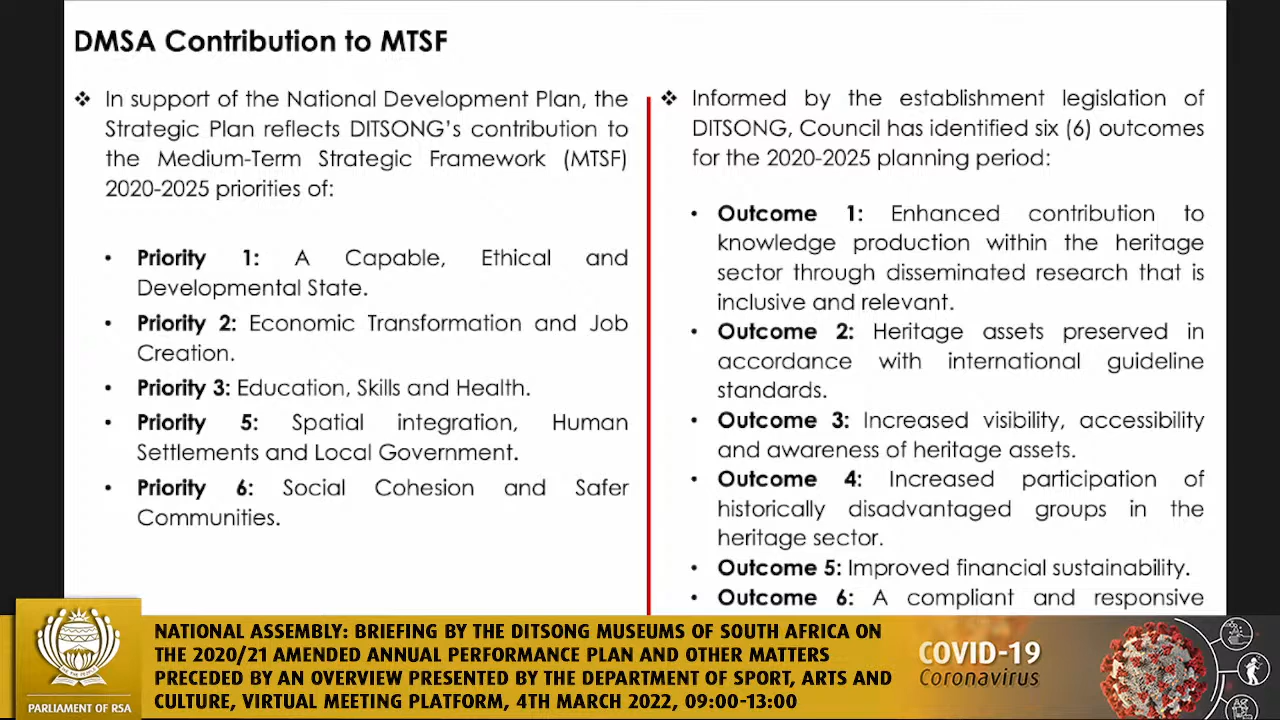 DMSA Contribution to MTSF
❖ In support of the National Development Plan, the
Strategic Plan reflects DITSONG's contribution to
the Medium-Term Strategic Framework (MTSF)
2020-2025 priorities of:
• Priority 1: A Capable, Ethical and
Developmental State.
• Priority 2: Economic Transformation and Job
Creation.
• Priority 3: Education, Skills and Health.
• Priority 5: Spatial integration, Human
Settlements and Local Government.
• Priority 6: Social Cohesion and Safer
Communities.
❖ Informed by the establishment legislation of
DITSONG, Council has identified six (6) outcomes
for the 2020-2025 planning period:
• Outcome 1: Enhanced contribution to
knowledge production within the heritage
sector through disseminated research that is
inclusive and relevant.
• Outcome 2: Heritage assets preserved in
accordance with international guideline
standards.
• Outcome 3: Increased visibility, accessibility
and awareness of heritage assets.
• Outcome 4: Increased participation of
historically disadvantaged groups in the
heritage sector.
• Outcome 5: Improved financial sustainability.
• Outcome 6: A compliant and responsive
PARLIAMENT OF RSA
NATIONAL ASSEMBLY: BRIEFING BY THE DITSONG MUSEUMS OF SOUTH AFRICA ON
THE 2020/21 AMENDED ANNUAL PERFORMANCE PLAN AND OTHER MATTERS
PRECEDED BY AN OVERVIEW PRESENTED BY THE DEPARTMENT OF SPORT, ARTS AND
CULTURE, VIRTUAL MEETING PLATFORM, 4TH MARCH 2022, 09:00-13:00
COVID-19
Coronavirus